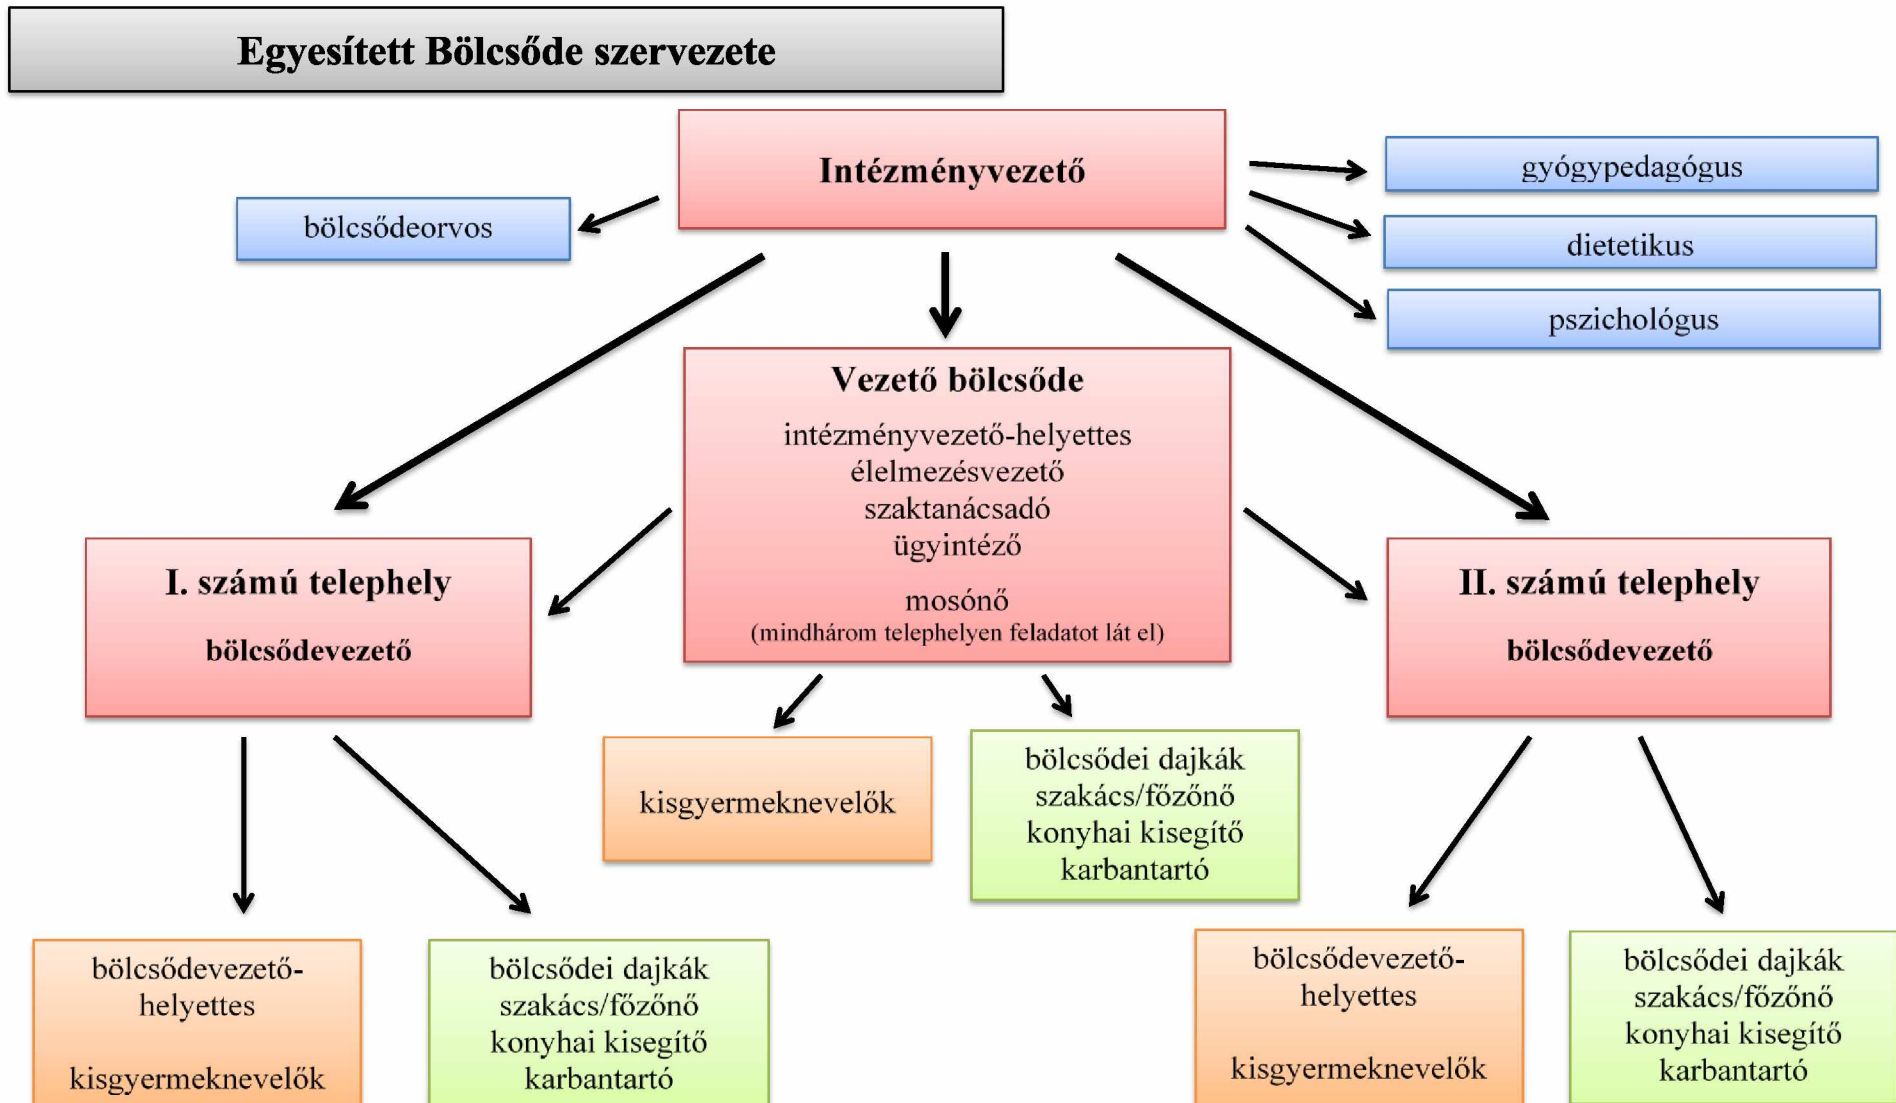 Egyesített Bölcsőde szervezete
Intézményvezető
bölcsődeorvos
gyógypedagógus
dietetikus
pszichológus
Vezető bölcsőde
intézményvezető-helyettes
élelmezésvezető
szaktanácsadó
ügyintéző
mosónő
(mindhárom telephelyen feladatot lát el)
I. számú telephely
bölcsődevezető
II. számú telephely
bölcsődevezető
kisgyermeknevelők
bölcsődei dajkák
szakács/főzőnő
konyhai kisegítő
karbantartó
bölcsődevezető-
helyettes
kisgyermeknevelők
bölcsődei dajkák
szakács/főzőnő
konyhai kisegítő
karbantartó
bölcsődevezető-
helyettes
kisgyermeknevelők
bölcsődei dajkák
szakács/főzőnő
konyhai kisegítő
karbantartó